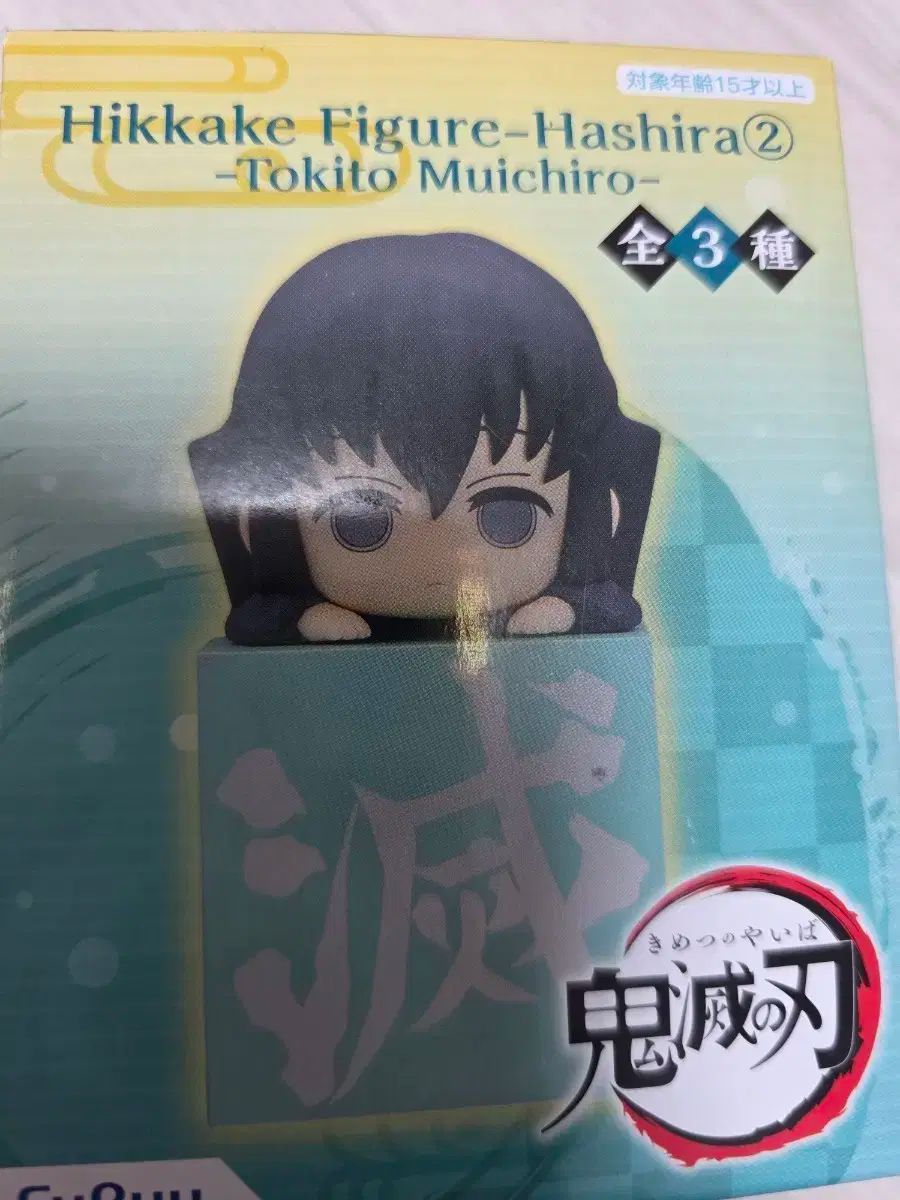 対象年齢15才以上
Hikkake Figure-Hashira②
-Tokito Muichiro-
全3種
滅
きめつのやいば
鬼滅の刃
FuRyu